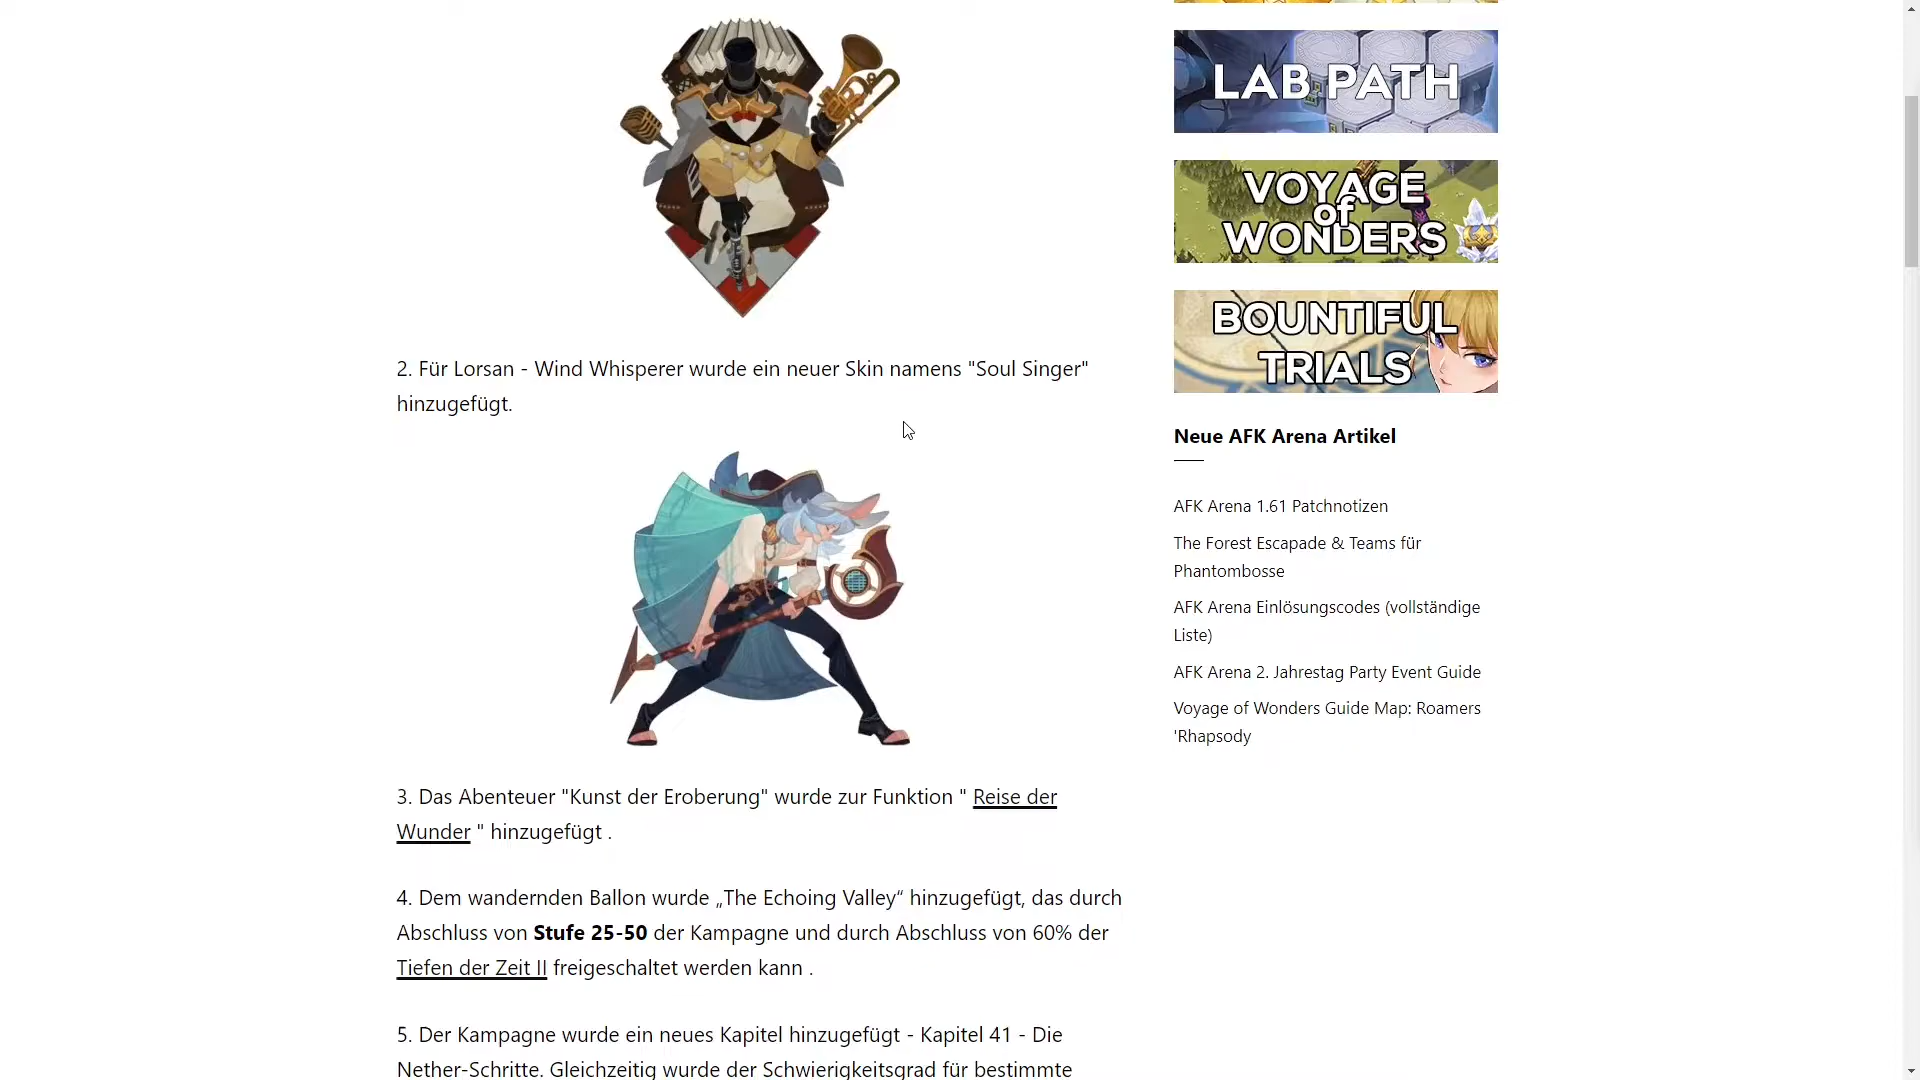 2. Für Lorsan - Wind Whisperer wurde ein neuer Skin namens "Soul Singer"
hinzugefügt.
3. Das Abenteuer "Kunst der Eroberung" wurde zur Funktion " Reise der
Wunder " hinzugefügt .
4. Dem wandernden Ballon wurde „The Echoing Valley“ hinzugefügt, das durch
Abschluss von Stufe 25-50 der Kampagne und durch Abschluss von 60% der
Tiefen der Zeit II freigeschaltet werden kann .
5. Der Kampagne wurde ein neues Kapitel hinzugefügt - Kapitel 41 - Die
Nether-Schritte. Gleichzeitig wurde der Schwierigkeitsgrad für bestimmte
LAB PATH
VOYAGE
of
WONDERS
BOUNTIFUL
TRIALS
Neue AFK Arena Artikel
AFK Arena 1.61 Patchnotizen
The Forest Escapade & Teams für
Phantombosse
AFK Arena Einlösungscodes (vollständige
Liste)
AFK Arena 2. Jahrestag Party Event Guide
Voyage of Wonders Guide Map: Roamers
'Rhapsody